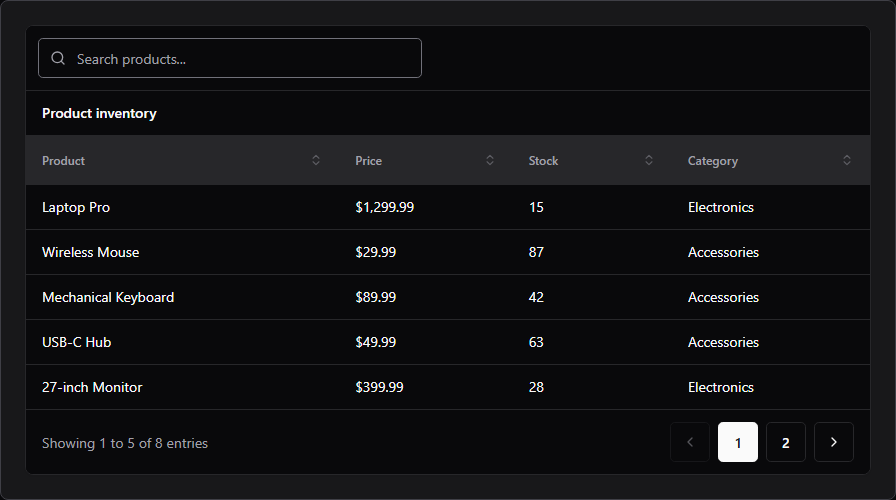 Search products...
Product inventory
Product Price Stock Category
Laptop Pro $1,299.99 15 Electronics
Wireless Mouse $29.99 87 Accessories
Mechanical Keyboard $89.99 42 Accessories
USB-C Hub $49.99 63 Accessories
27-inch Monitor $399.99 28 Electronics
Showing 1 to 5 of 8 entries 1 2